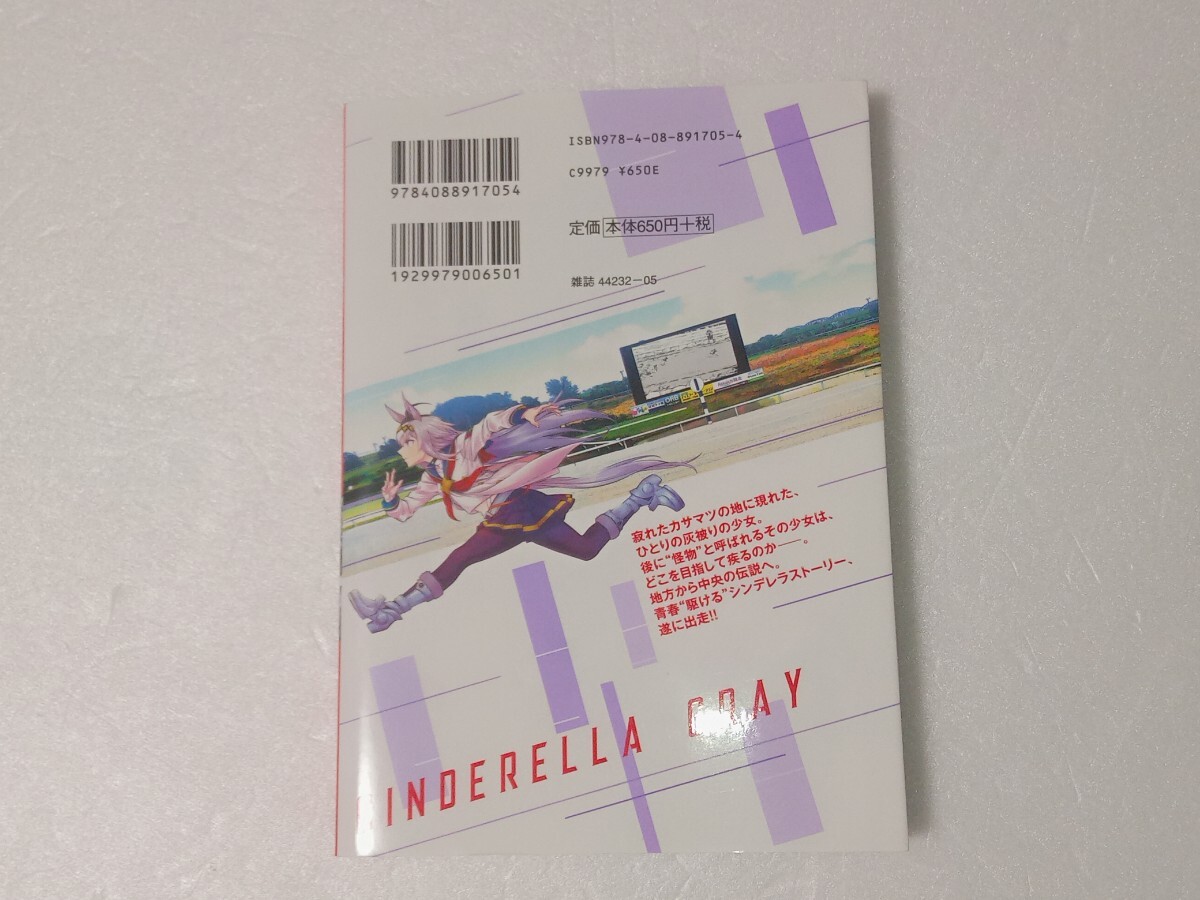 ISBN978-4-08-891705-4
C9979 ¥650E
9784088917054
定価 本体650円+税
1929979006501
雑誌 44232-05
寂れたカサマツの地に現れた、
ひとりの灰被りの少女。
後に“怪物”と呼ばれるその少女は、
どこを目指して疾るのか──。
地方から中央の伝説へ。
青春“駆ける”シンデレラストーリー、
遂に出走!!
INDERELLA GRAY